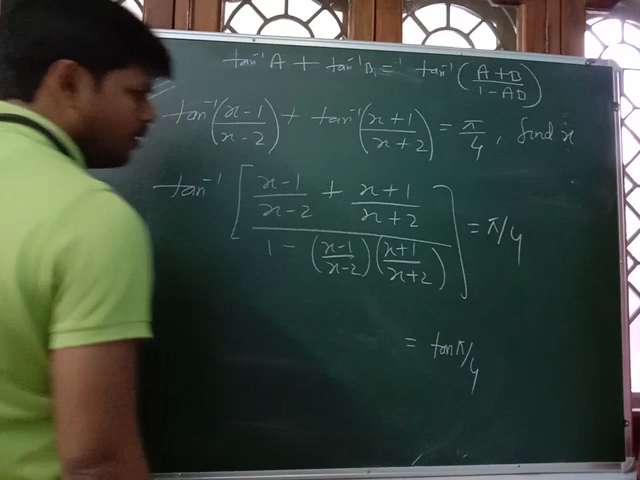 tan⁻¹A + tan⁻¹B = tan⁻¹((A+B)/(1-AB))
tan⁻¹((x-1)/(x-2)) + tan⁻¹((x+1)/(x+2)) = π/4, find x
tan⁻¹[((x-1)/(x-2) + (x+1)/(x+2))/(1-((x-1)/(x-2))((x+1)/(x+2)))] = π/4
= tan π/4